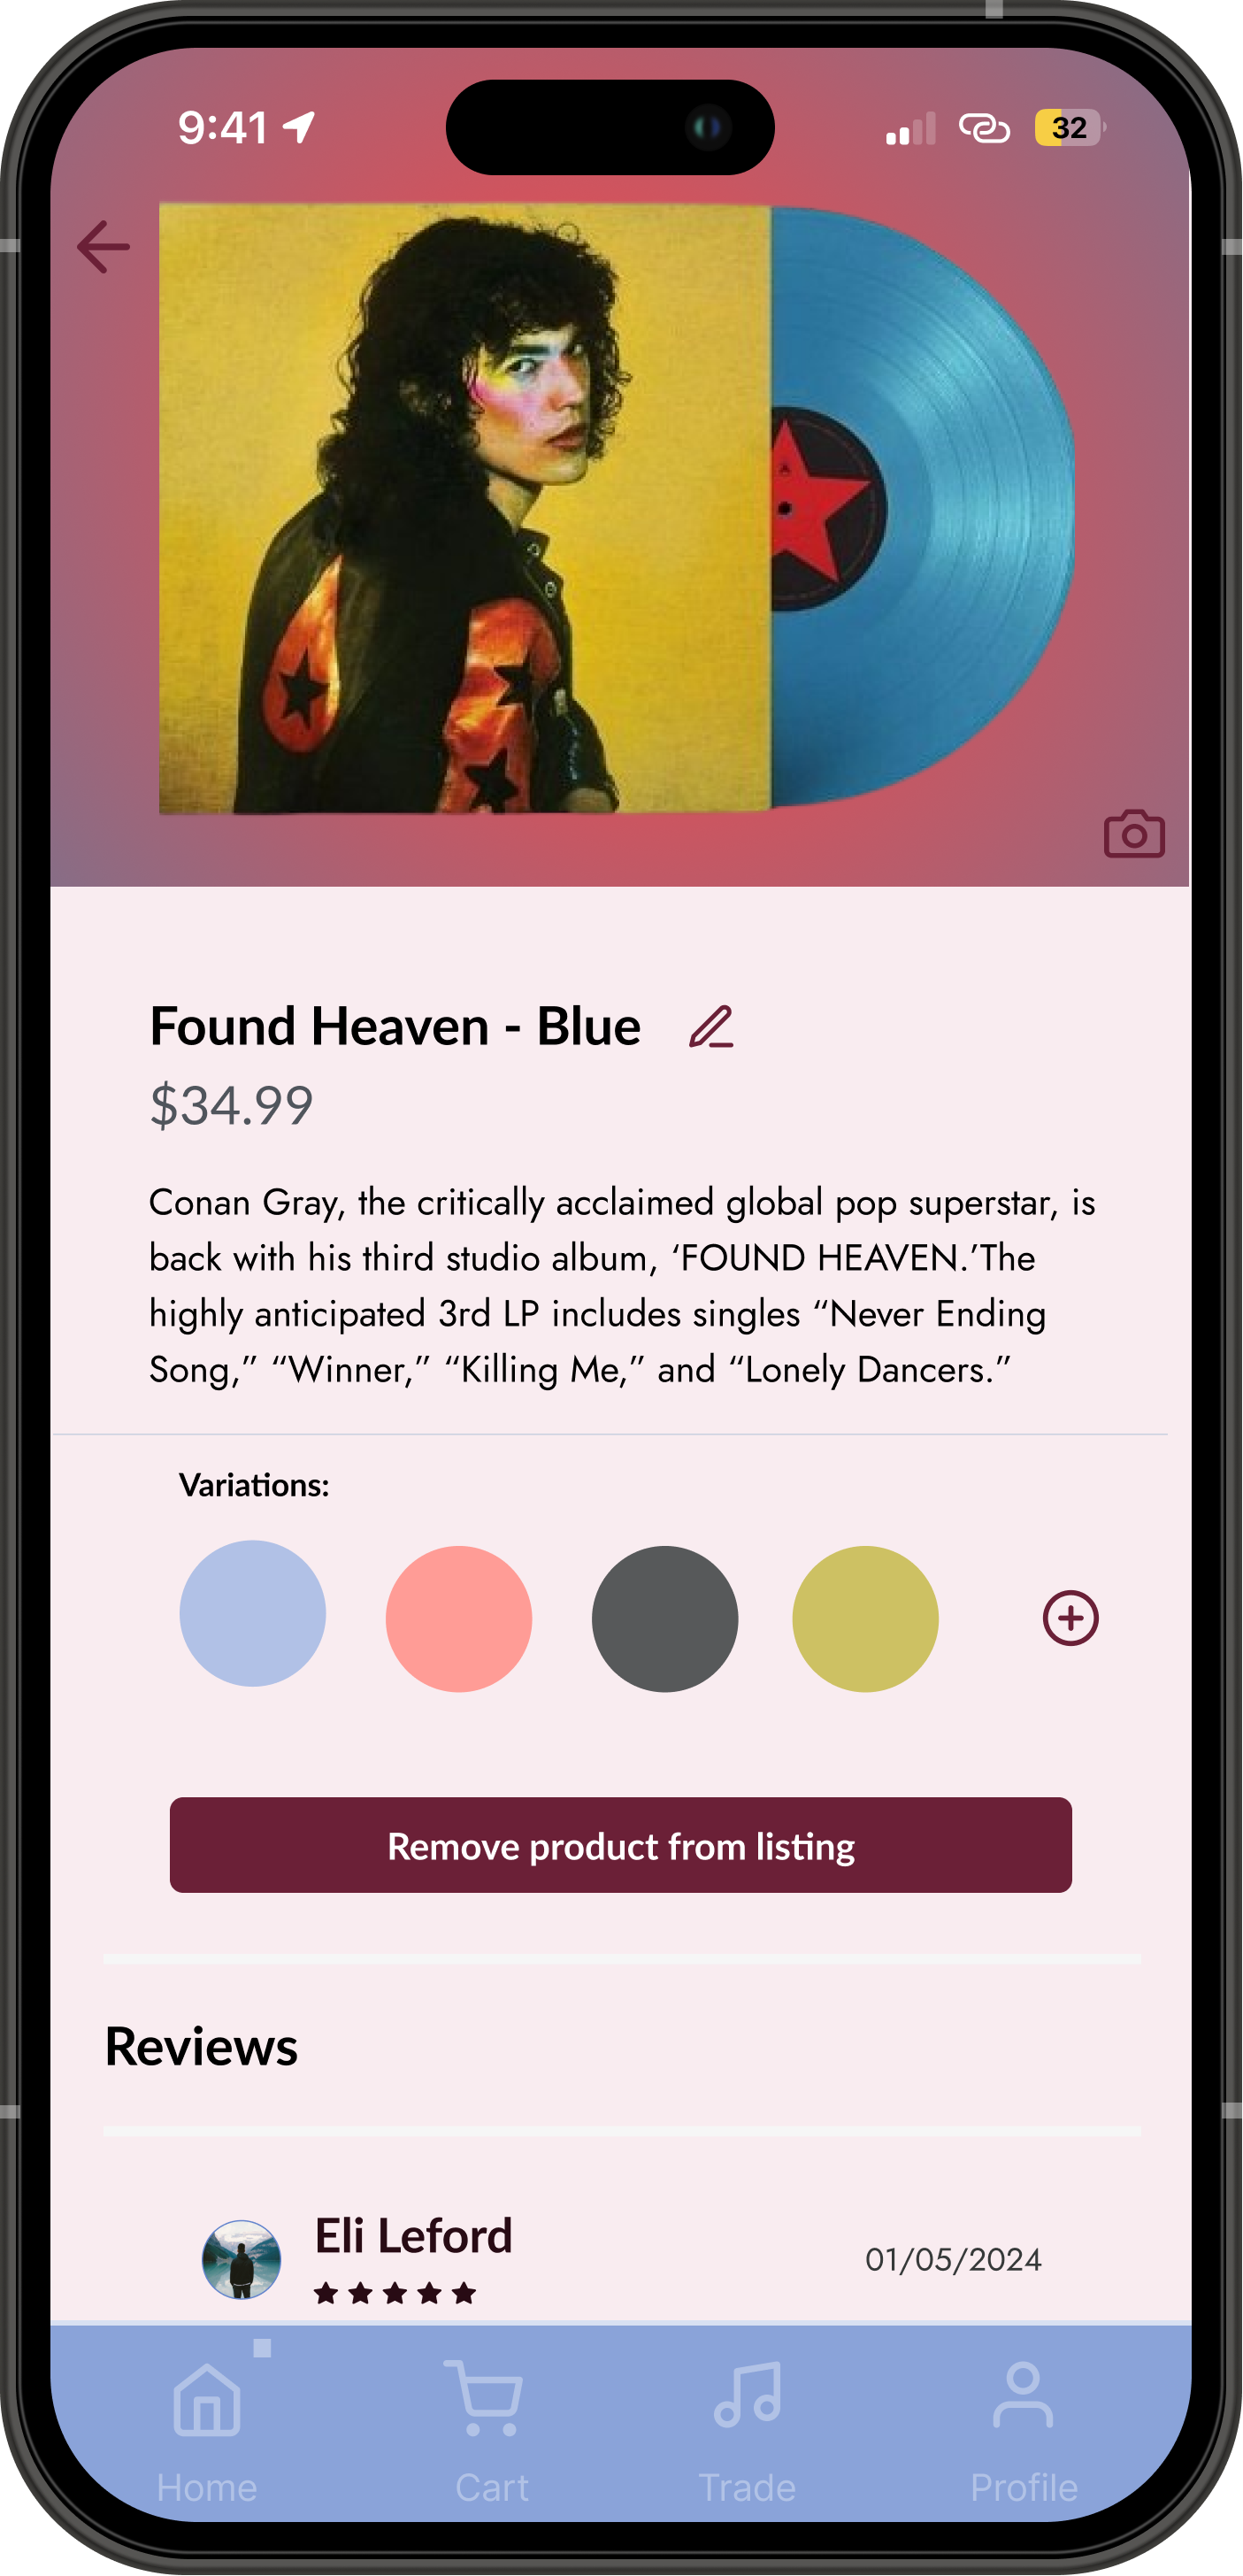 9:41
32
Found Heaven - Blue
$34.99
Conan Gray, the critically acclaimed global pop superstar, is
back with his third studio album, ‘FOUND HEAVEN.’The
highly anticipated 3rd LP includes singles “Never Ending
Song,” “Winner,” “Killing Me,” and “Lonely Dancers.”
Variations:
Remove product from listing
Reviews
Eli Leford
01/05/2024
Home
Cart
Trade
Profile